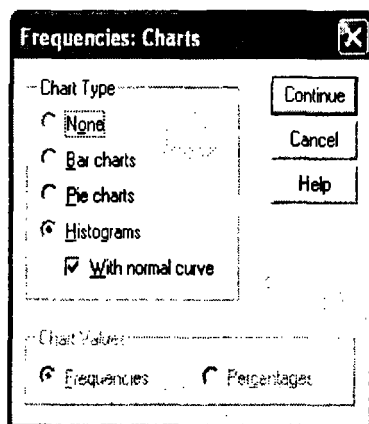 Frequencies: Charts
Chart Type
None
Bar charts
Pie charts
Histograms
With normal curve
Continue
Cancel
Help
Chart Values
Frequencies
Percentages